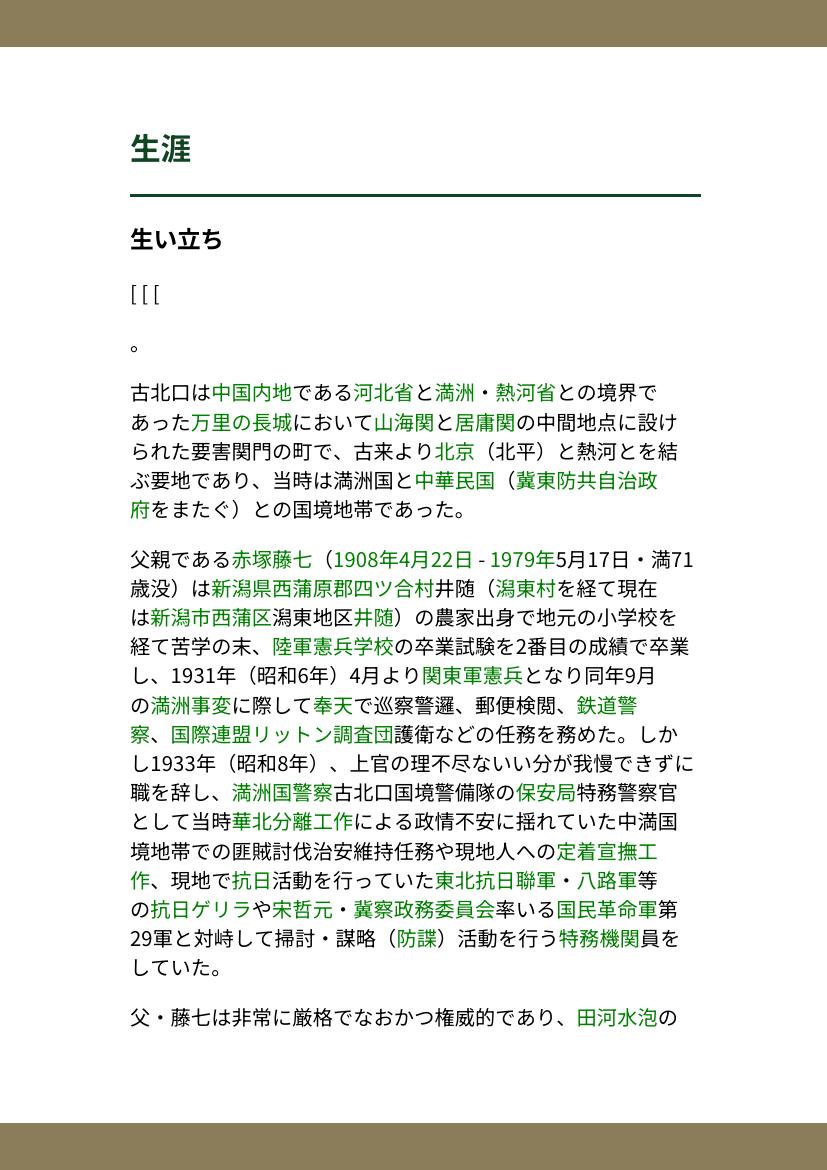 生涯
生い立ち
[ [ [
。
古北口は中国内地である河北省と満洲・熱河省との境界で
あった万里の長城において山海関と居庸関の中間地点に設け
られた要害関門の町で、古来より北京（北平）と熱河とを結
ぶ要地であり、当時は満洲国と中華民国（冀東防共自治政
府をまたぐ）との国境地帯であった。
父親である赤塚藤七（1908年4月22日 - 1979年5月17日・満71
歳没）は新潟県西蒲原郡四ツ合村井随（潟東村を経て現在
は新潟市西蒲区潟東地区井随）の農家出身で地元の小学校を
経て苦学の末、陸軍憲兵学校の卒業試験を2番目の成績で卒業
し、1931年（昭和6年）4月より関東軍憲兵となり同年9月
の満洲事変に際して奉天で巡察警邏、郵便検閲、鉄道警
察、国際連盟リットン調査団護衛などの任務を務めた。しか
し1933年（昭和8年）、上官の理不尽ないい分が我慢できずに
職を辞し、満洲国警察古北口国境警備隊の保安局特務警察官
として当時華北分離工作による政情不安に揺れていた中満国
境地帯での匪賊討伐治安維持任務や現地人への定着宣撫工
作、現地で抗日活動を行っていた東北抗日聯軍・八路軍等
の抗日ゲリラや宋哲元・冀察政務委員会率いる国民革命軍第
29軍と対峙して掃討・謀略（防諜）活動を行う特務機関員を
していた。
父・藤七は非常に厳格でなおかつ権威的であり、田河水泡の